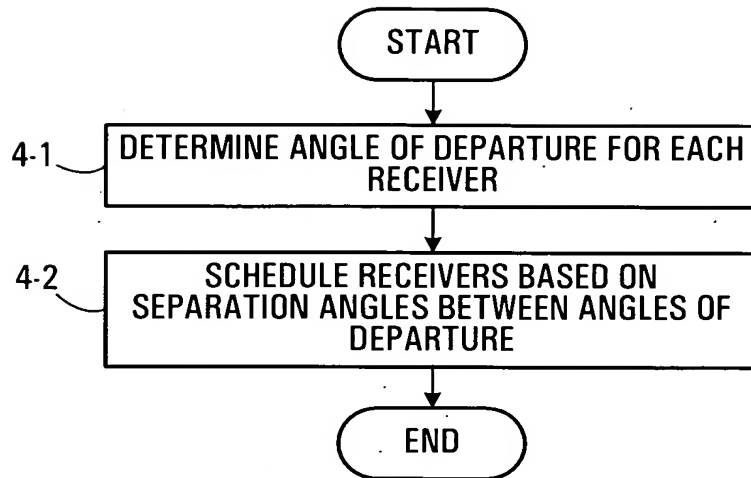 START
4-1
DETERMINE ANGLE OF DEPARTURE FOR EACH
RECEIVER
4-2
SCHEDULE RECEIVERS BASED ON
SEPARATION ANGLES BETWEEN ANGLES OF
DEPARTURE
END